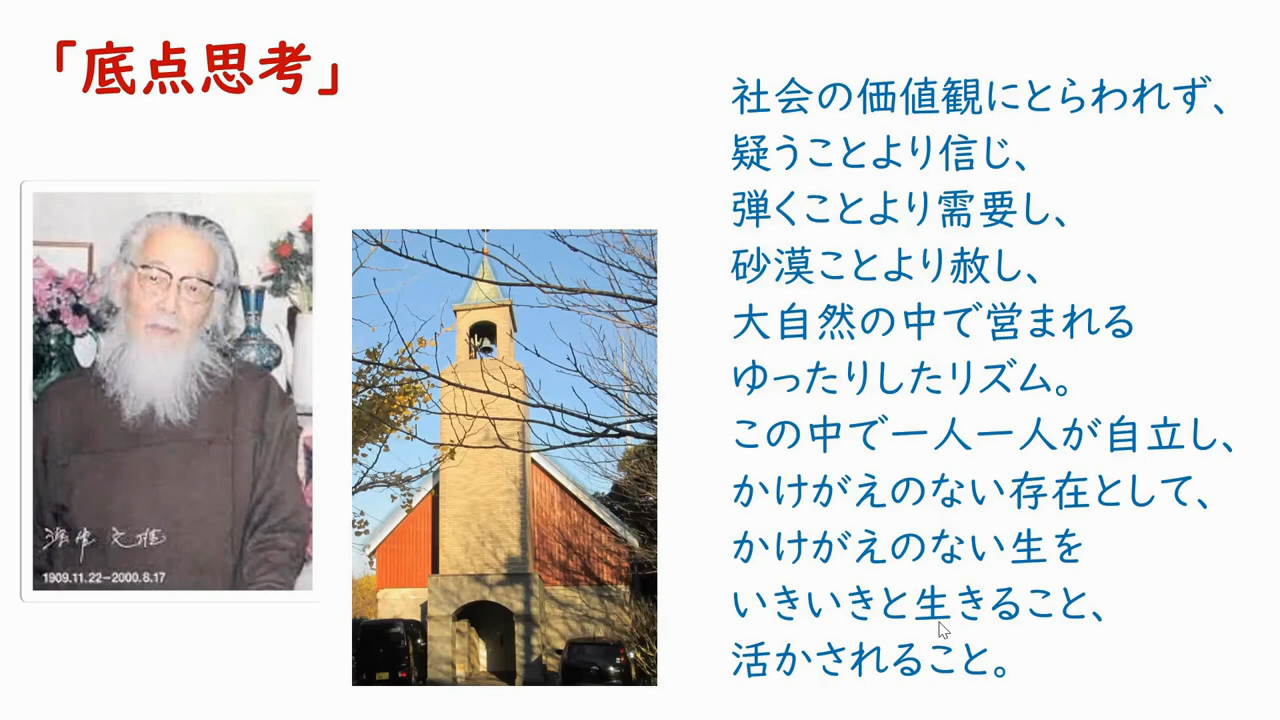 「底点思考」
深津 文雄
1909.11.22−2000.8.17
社会の価値観にとらわれず、
疑うことより信じ、
弾くことより需要し、
砂漠ことより赦し、
大自然の中で営まれる
ゆったりしたリズム。
この中で一人一人が自立し、
かけがえのない存在として、
かけがえのない生を
いきいきと生きること、
活かされること。